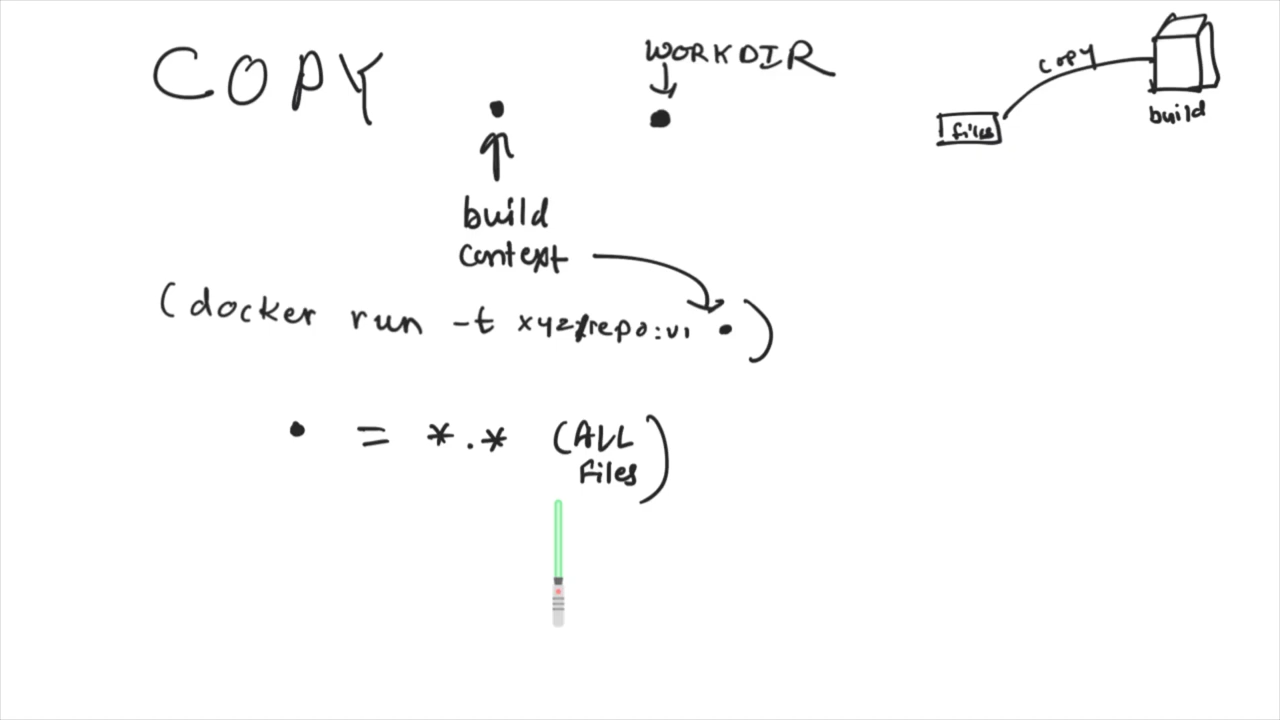 COPY . .
WORKDIR
build
context
(docker run -t xyz/repo:v1 .)
. = *.* (ALL
Files)
copy
files
build